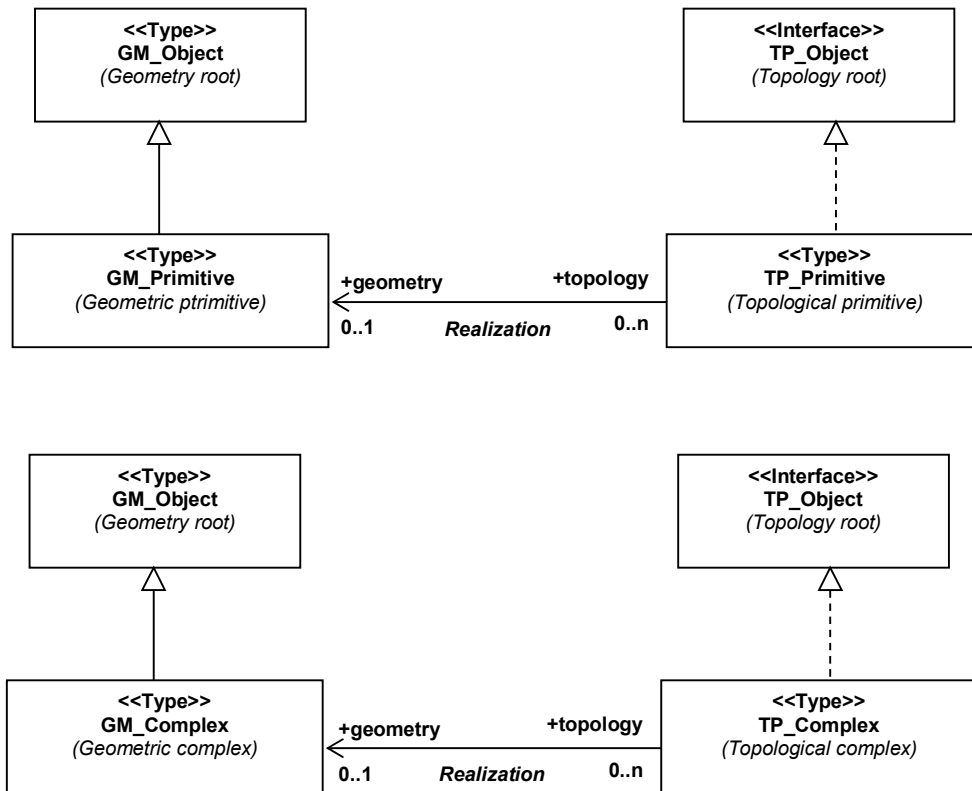 <<Type>>
GM_Object
(Geometry root)
<<Interface>>
TP_Object
(Topology root)
<<Type>>
GM_Primitive
(Geometric ptrimitive)
+geometry
+topology
0..1
Realization
0..n
<<Type>>
TP_Primitive
(Topological primitive)
<<Type>>
GM_Object
(Geometry root)
<<Interface>>
TP_Object
(Topology root)
<<Type>>
GM_Complex
(Geometric complex)
+geometry
+topology
0..1
Realization
0..n
<<Type>>
TP_Complex
(Topological complex)